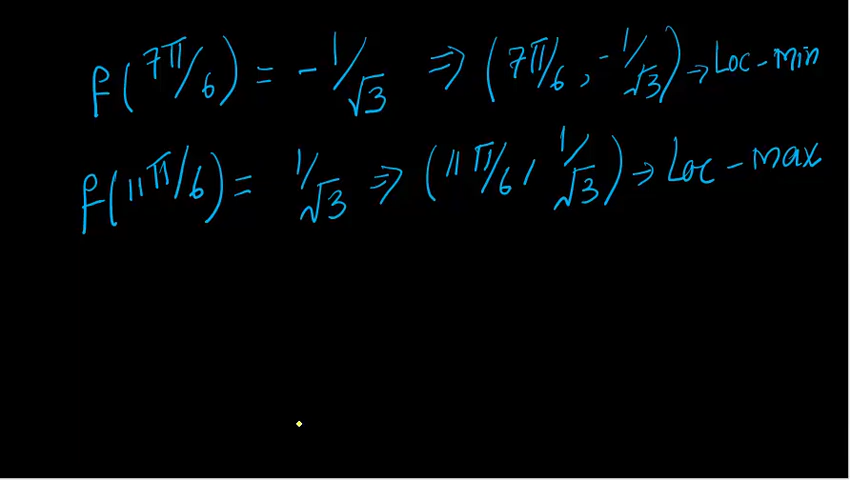 f(7π/6) = -1/√3 ⇒ (7π/6, -1/√3) → Loc-min
f(11π/6) = 1/√3 ⇒ (11π/6, 1/√3) → Loc-max